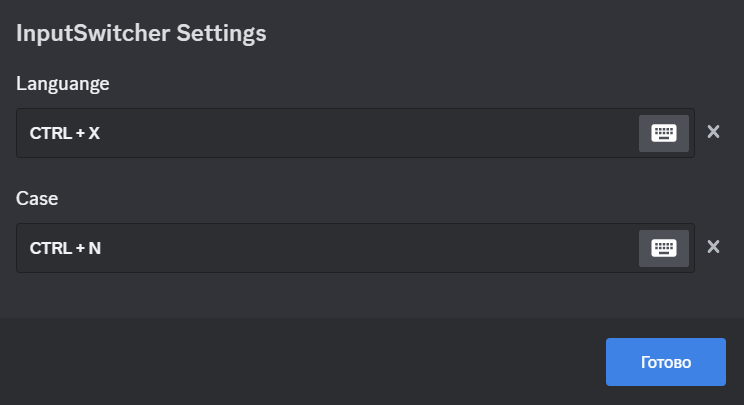 InputSwitcher Settings
Languange
CTRL + X
Case
CTRL + N
Готово